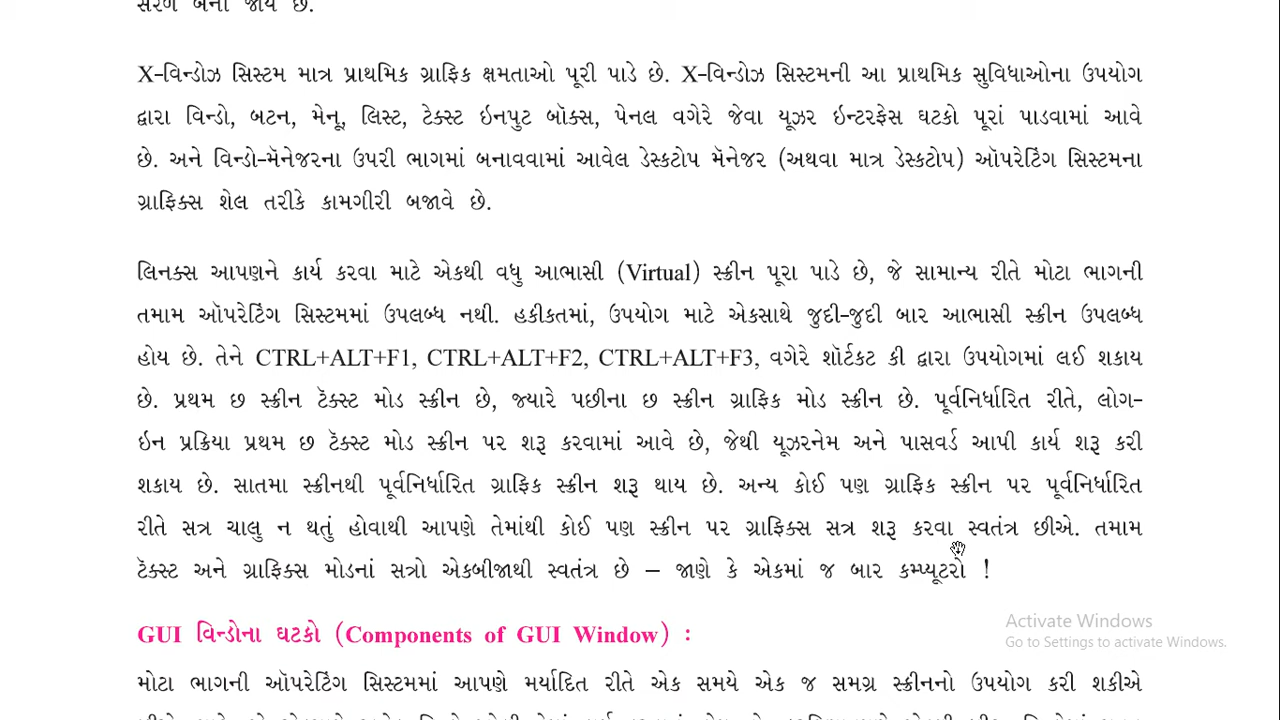 સરળ બની જાય છે.
X–વિન્ડોઝ સિસ્ટમ માત્ર પ્રાથમિક ગ્રાફિક ક્ષમતાઓ પૂરી પાડે છે. X–વિન્ડોઝ સિસ્ટમની આ પ્રાથમિક સુવિધાઓના ઉપયોગ
દ્વારા વિન્ડો, બટન, મેનૂ, લિસ્ટ, ટેક્સ્ટ ઇનપુટ બૉક્સ, પેનલ વગેરે જેવા યૂઝર ઇન્ટરફેસ ઘટકો પૂરાં પાડવામાં આવે
છે. અને વિન્ડો–મૅનેજરના ઉપરી ભાગમાં બનાવવામાં આવેલ ડેસ્કટોપ મૅનેજર (અથવા માત્ર ડેસ્કટોપ) ઑપરેટિંગ સિસ્ટમના
ગ્રાફિક્સ શેલ તરીકે કામગીરી બજાવે છે.
લિનક્સ આપણને કાર્ય કરવા માટે એકથી વધુ આભાસી (Virtual) સ્ક્રીન પૂરા પાડે છે, જે સામાન્ય રીતે મોટા ભાગની
તમામ ઑપરેટિંગ સિસ્ટમમાં ઉપલબ્ધ નથી. હકીકતમાં, ઉપયોગ માટે એકસાથે જુદી–જુદી બાર આભાસી સ્ક્રીન ઉપલબ્ધ
હોય છે. તેને CTRL+ALT+F1, CTRL+ALT+F2, CTRL+ALT+F3, વગેરે શૉર્ટકટ કી દ્વારા ઉપયોગમાં લઈ શકાય
છે. પ્રથમ છ સ્ક્રીન ટૅક્સ્ટ મોડ સ્ક્રીન છે, જ્યારે પછીના છ સ્ક્રીન ગ્રાફિક મોડ સ્ક્રીન છે. પૂર્વનિર્ધારિત રીતે, લોગ–
ઇન પ્રક્રિયા પ્રથમ છ ટૅક્સ્ટ મોડ સ્ક્રીન પર શરૂ કરવામાં આવે છે, જેથી યૂઝરનેમ અને પાસવર્ડ આપી કાર્ય શરૂ કરી
શકાય છે. સાતમા સ્ક્રીનથી પૂર્વનિર્ધારિત ગ્રાફિક સ્ક્રીન શરૂ થાય છે. અન્ય કોઈ પણ ગ્રાફિક સ્ક્રીન પર પૂર્વનિર્ધારિત
રીતે સત્ર ચાલુ ન થતું હોવાથી આપણે તેમાંથી કોઈ પણ સ્ક્રીન પર ગ્રાફિક્સ સત્ર શરૂ કરવા સ્વતંત્ર છીએ. તમામ
ટૅક્સ્ટ અને ગ્રાફિક્સ મોડનાં સત્રો એકબીજાથી સ્વતંત્ર છે – જાણે કે એકમાં જ બાર કમ્પ્યૂટરો !
GUI વિન્ડોના ઘટકો (Components of GUI Window) :
Activate Windows
Go to Settings to activate Windows.
મોટા ભાગની ઑપરેટિંગ સિસ્ટમમાં આપણે મર્યાદિત રીતે એક સમયે એક જ સમગ્ર સ્ક્રીનનો ઉપયોગ કરી શકીએ